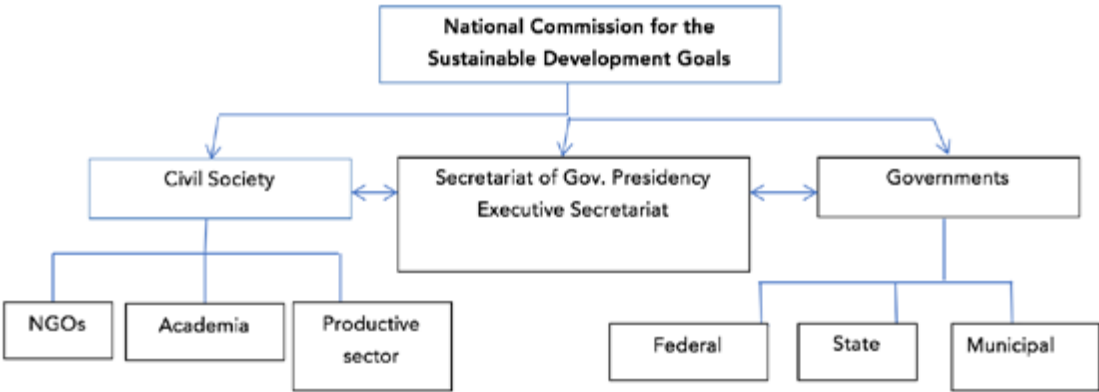 National Commission for the
Sustainable Development Goals
Civil Society
Secretariat of Gov. Presidency
Executive Secretariat
Governments
NGOs
Academia
Productive
sector
Federal
State
Municipal